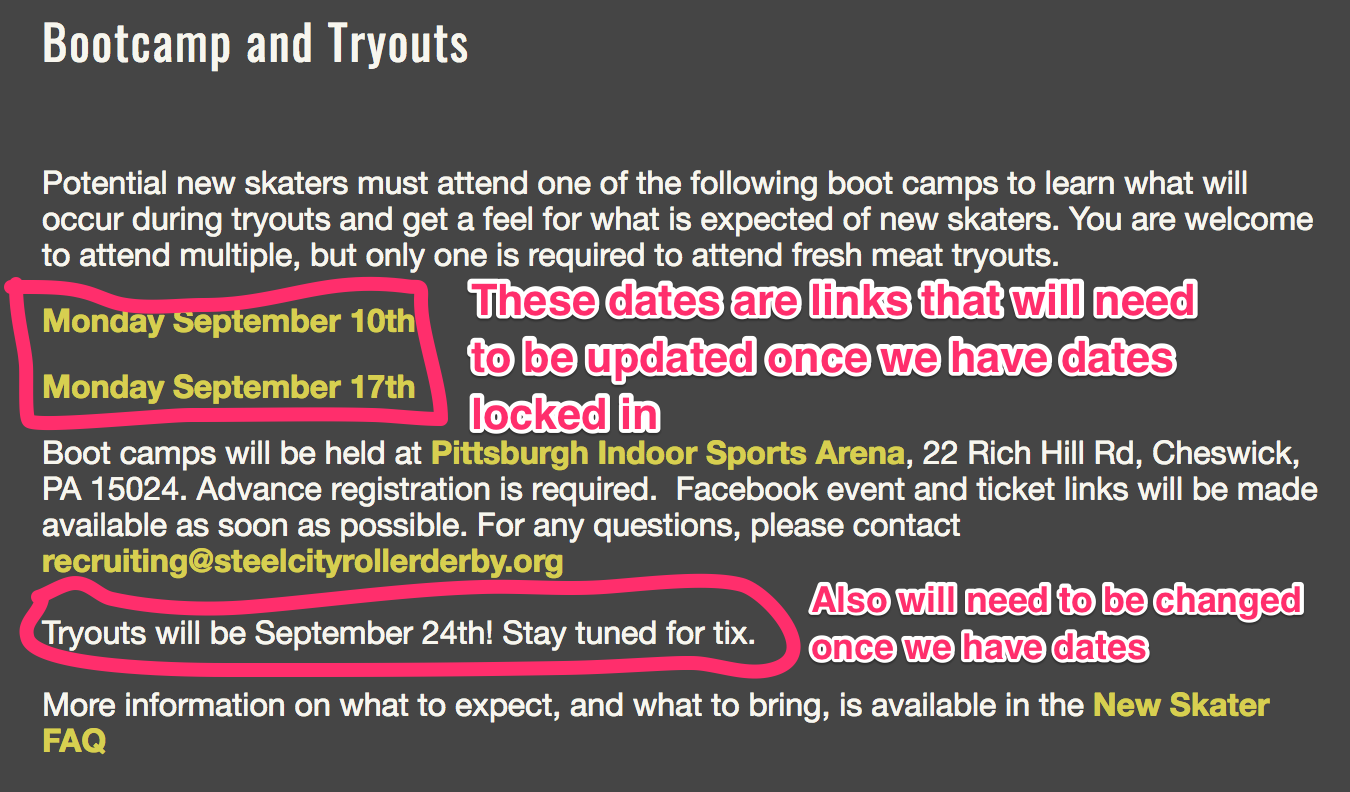 Bootcamp and Tryouts
Potential new skaters must attend one of the following boot camps to learn what will
occur during tryouts and get a feel for what is expected of new skaters. You are welcome
to attend multiple, but only one is required to attend fresh meat tryouts.
Monday September 10th
Monday September 17th
These dates are links that will need
to be updated once we have dates
locked in
Boot camps will be held at Pittsburgh Indoor Sports Arena, 22 Rich Hill Rd, Cheswick,
PA 15024. Advance registration is required.  Facebook event and ticket links will be made
available as soon as possible. For any questions, please contact
recruiting@steelcityrollerderby.org
Tryouts will be September 24th! Stay tuned for tix.
Also will need to be changed
once we have dates
More information on what to expect, and what to bring, is available in the New Skater
FAQ